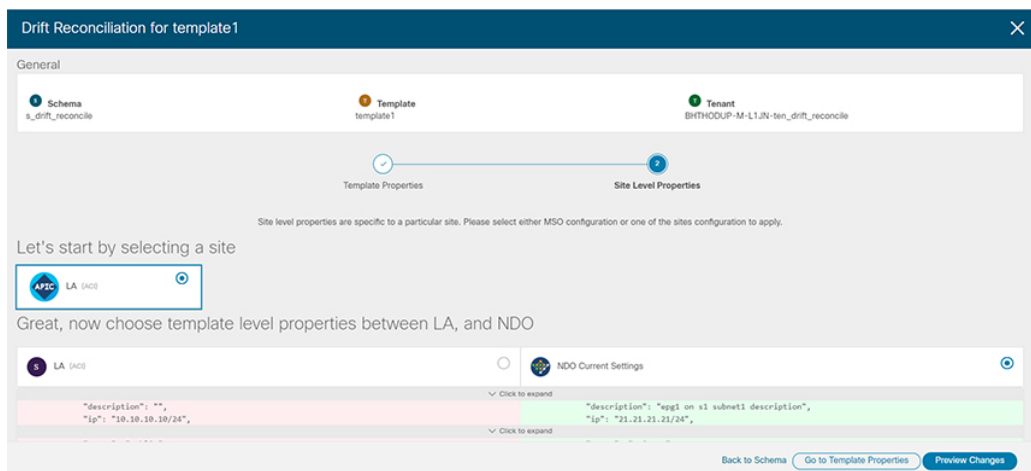 Drift Reconciliation for template1
General
S Schema
s_drift_reconcile
T Template
template1
T Tenant
BHTHODUP-M-L1JN-ten_drift_reconcile
2
Template Properties
Site Level Properties
Site level properties are specific to a particular site. Please select either MSO configuration or one of the sites configuration to apply.
Let's start by selecting a site
APIC LA (ACI)
Great, now choose template level properties between LA, and NDO
S LA (ACI)
NDO Current Settings
Click to expand
"description": "",
"description": "epg1 on s1 subnet1 description",
"ip": "10.10.10.10/24",
"ip": "21.21.21.21/24",
Click to expand
Back to Schema
Go to Template Properties
Preview Changes